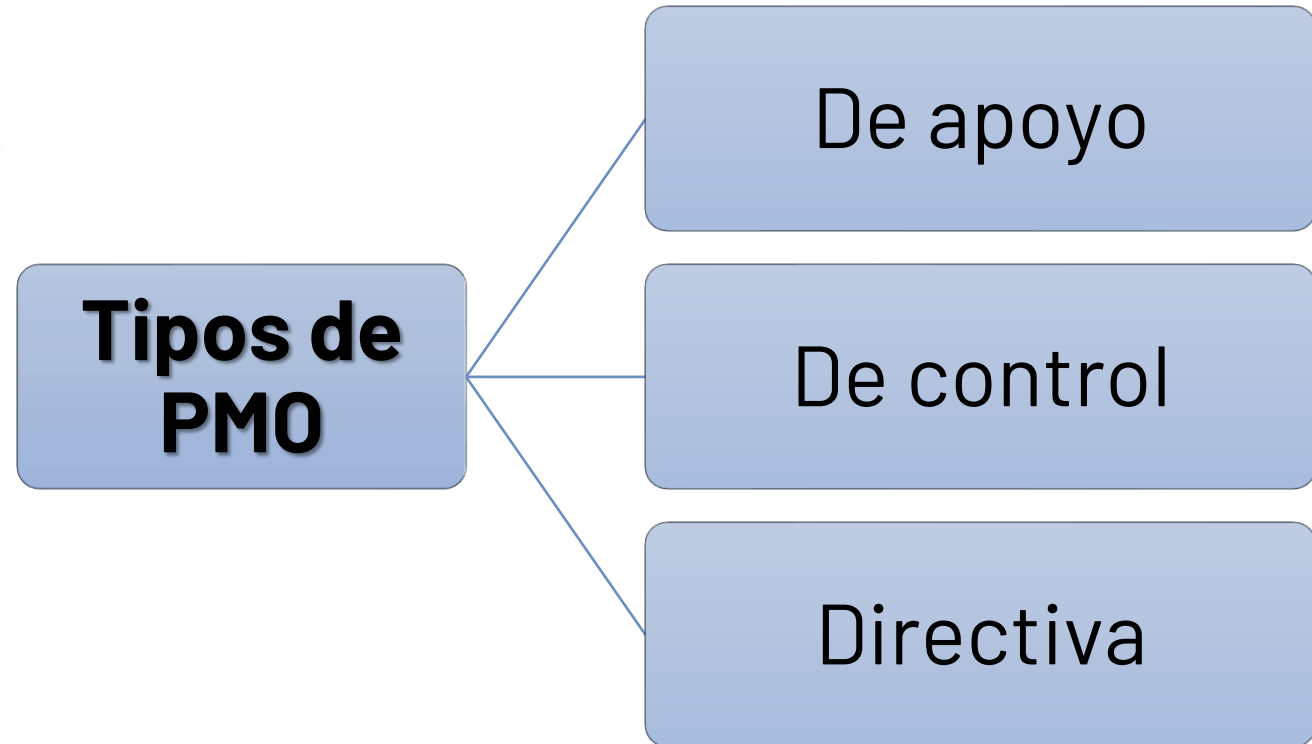 De apoyo
Tipos de
PMO
De control
Directiva